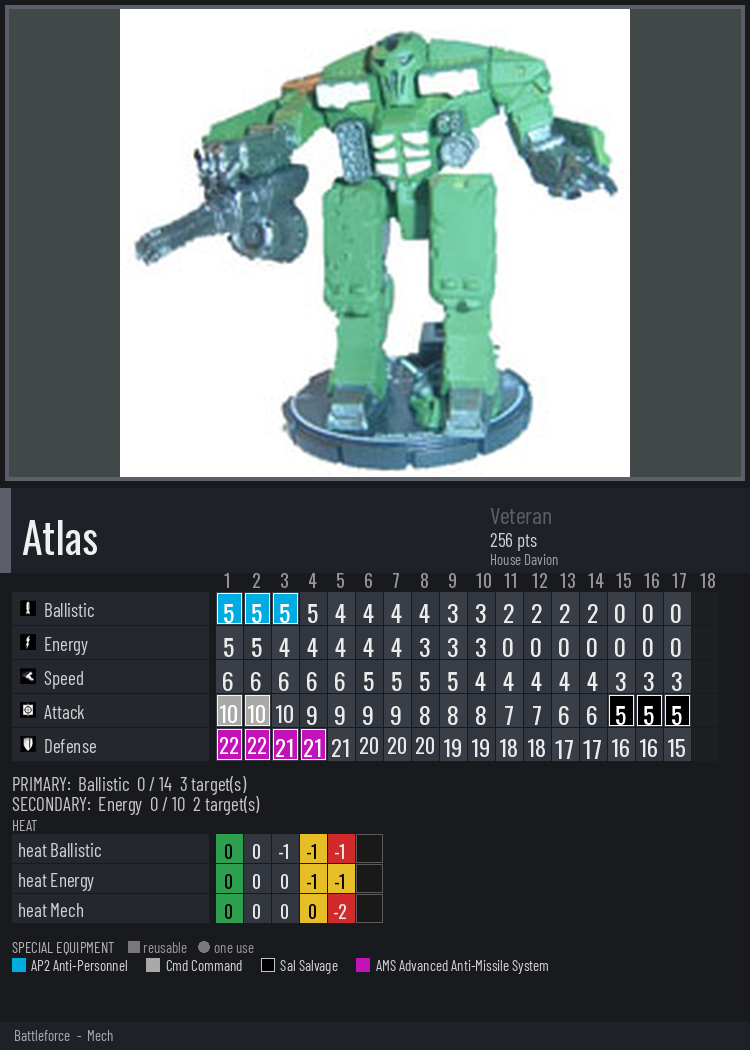 Atlas
Veteran
256 pts
House Davion
1 2 3 4 5 6 7 8 9 10 11 12 13 14 15 16 17 18
Ballistic 5 5 5 5 4 4 4 4 3 3 2 2 2 2 0 0 0
Energy 5 5 4 4 4 4 4 3 3 3 0 0 0 0 0 0 0
Speed 6 6 6 6 6 5 5 5 5 4 4 4 4 4 3 3 3
Attack 10 10 10 9 9 9 9 8 8 8 7 7 6 6 5 5 5
Defense 22 22 21 21 21 20 20 20 19 19 18 18 17 17 16 16 15
PRIMARY: Ballistic 0 / 14 3 target(s)
SECONDARY: Energy 0 / 10 2 target(s)
HEAT
heat Ballistic 0 0 -1 -1 -1
heat Energy 0 0 0 -1 -1
heat Mech 0 0 0 0 -2
SPECIAL EQUIPMENT reusable one use
AP2 Anti-Personnel Cmd Command Sal Salvage AMS Advanced Anti-Missile System
Battleforce - Mech